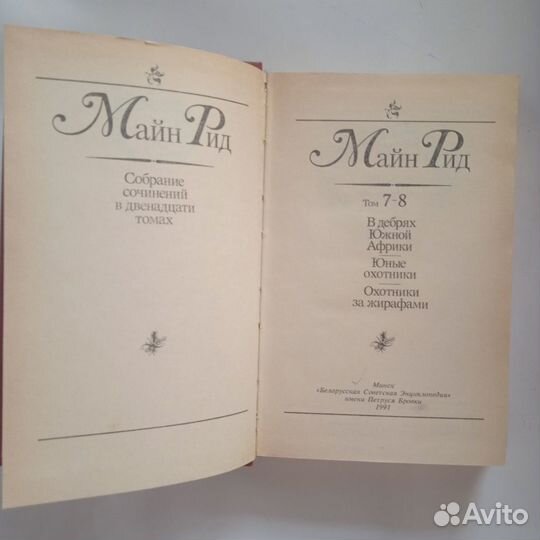 Майн Рид
Собрание
сочинений
в двенадцати
томах
Майн Рид
Том 7-8
В дебрях
Южной
Африки
Юные
охотники
Охотники
за жирафами
Минск
«Белорусская Советская Энциклопедия»
имени Петруся Бровки
1991
Avito